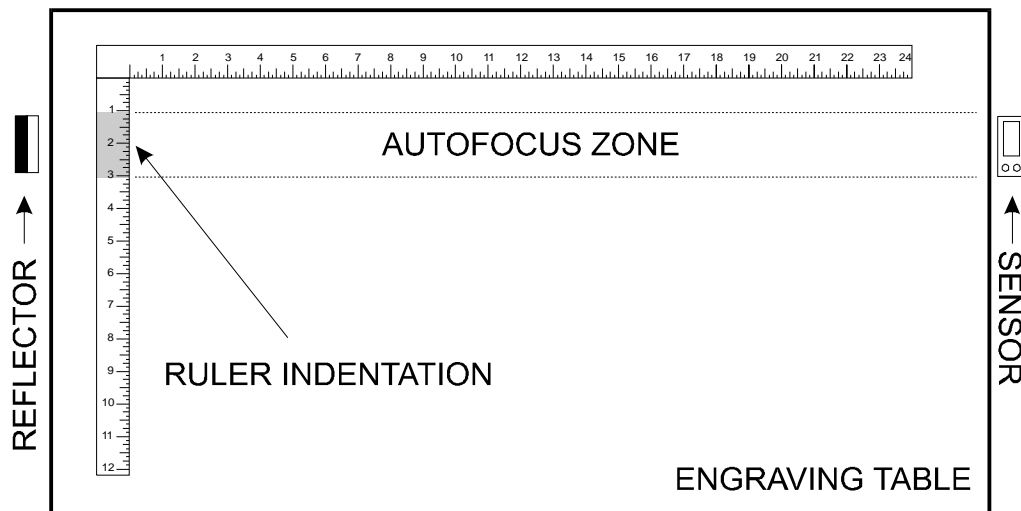 1 2 3 4 5 6 7 8 9 10 11 12 13 14 15 16 17 18 19 20 21 22 23 24
1
AUTOFOCUS ZONE
2
3
4
5
6
7
8
RULER INDENTATION
9
10
11
12
ENGRAVING TABLE
REFLECTOR
SENSOR